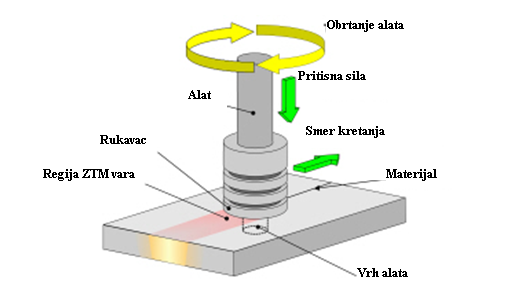 Obrtanje alata
Pritisna sila
Alat
Smer kretanja
Rukavac
Regija ZTM vara
Materijal
Vrh alata